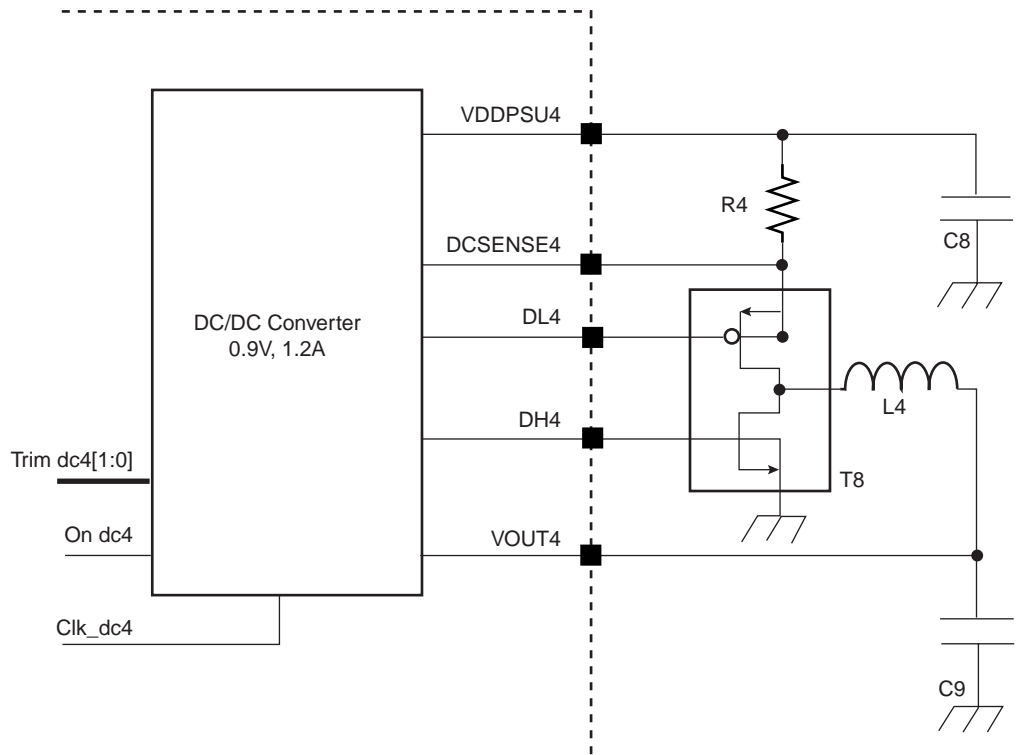 VDDPSU4
R4
C8
DCSENSE4
DC/DC Converter
0.9V, 1.2A
DL4
L4
DH4
Trim dc4[1:0]
T8
On dc4
VOUT4
Clk_dc4
C9